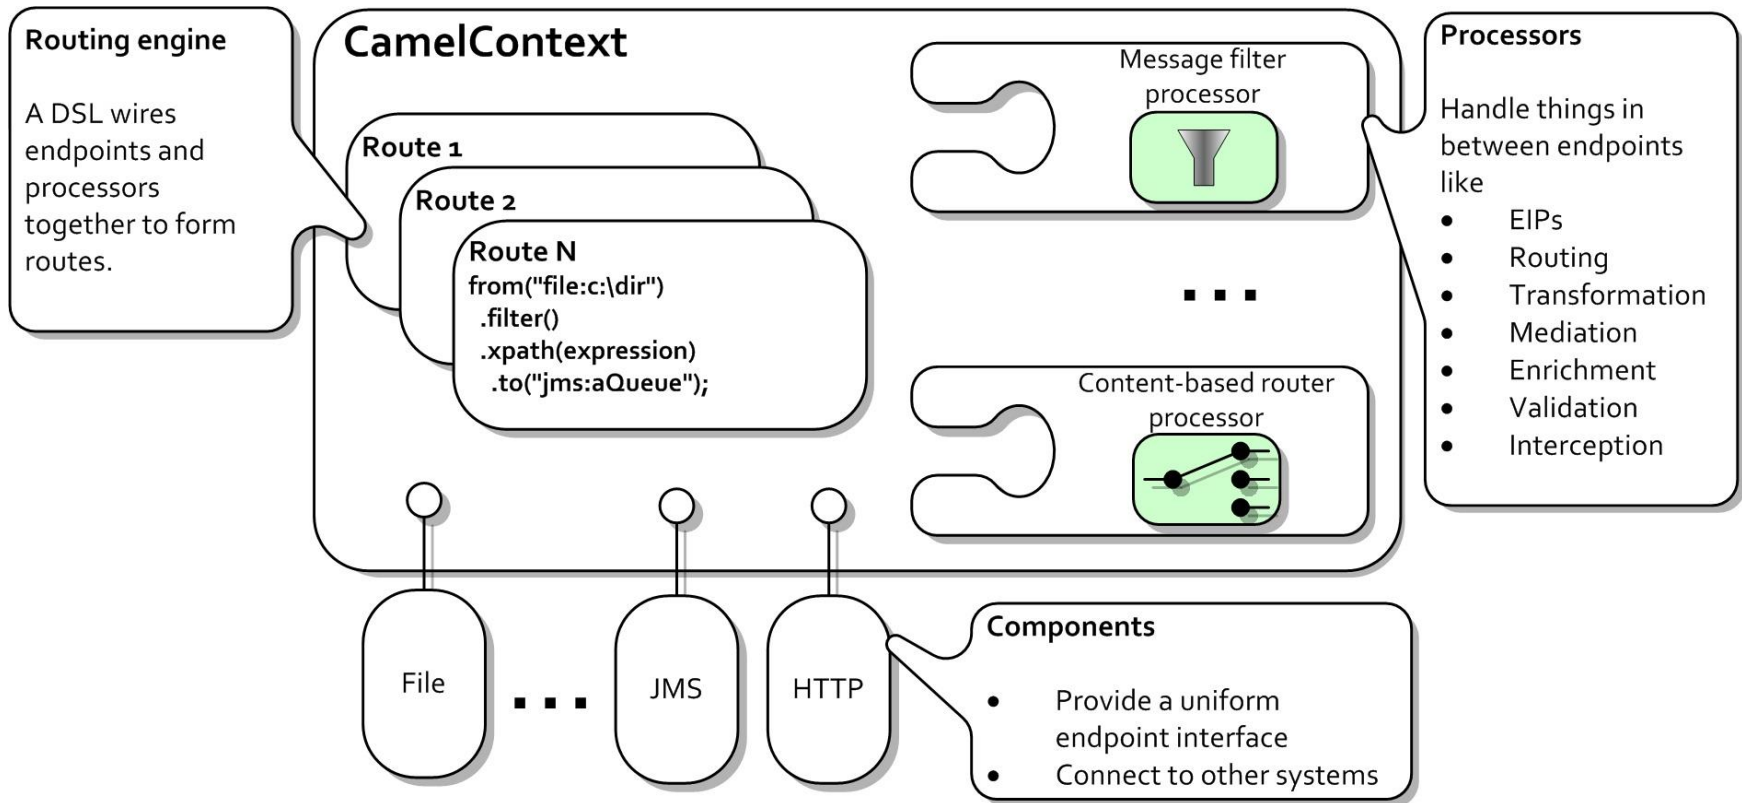 Routing engine
A DSL wires
endpoints and
processors
together to form
routes.
CamelContext
Route 1
Route 2
Route N
from("file:c:\dir")
.filter()
.xpath(expression)
.to("jms:aQueue");
Message filter
processor
...
Content-based router
processor
Processors
Handle things in
between endpoints
like
• EIPs
• Routing
• Transformation
• Mediation
• Enrichment
• Validation
• Interception
File
...
JMS
HTTP
Components
• Provide a uniform
endpoint interface
• Connect to other systems